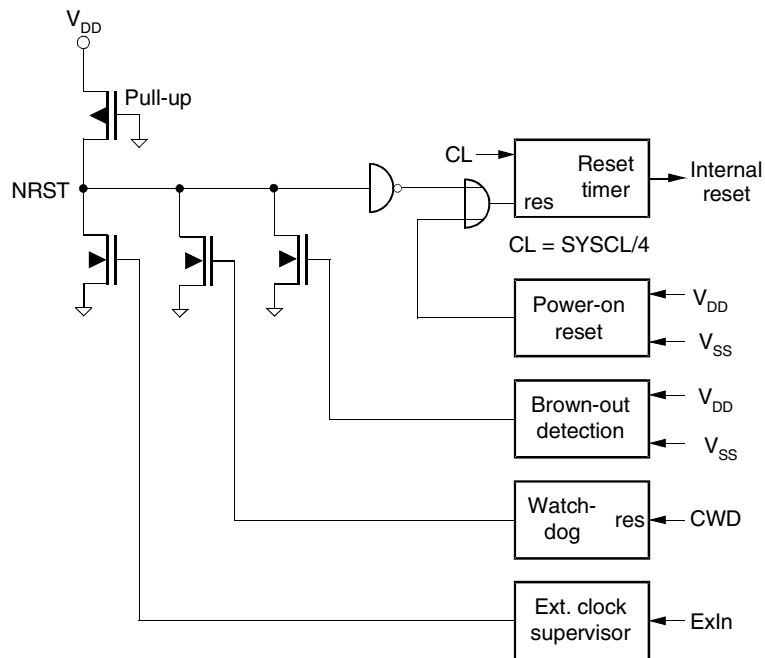 VDD
Pull-up
NRST
CL
Reset
timer
res
Internal
reset
CL = SYSCL/4
Power-on
reset
VDD
VSS
Brown-out
detection
VDD
VSS
Watch-
dog
res
CWD
Ext. clock
supervisor
ExIn